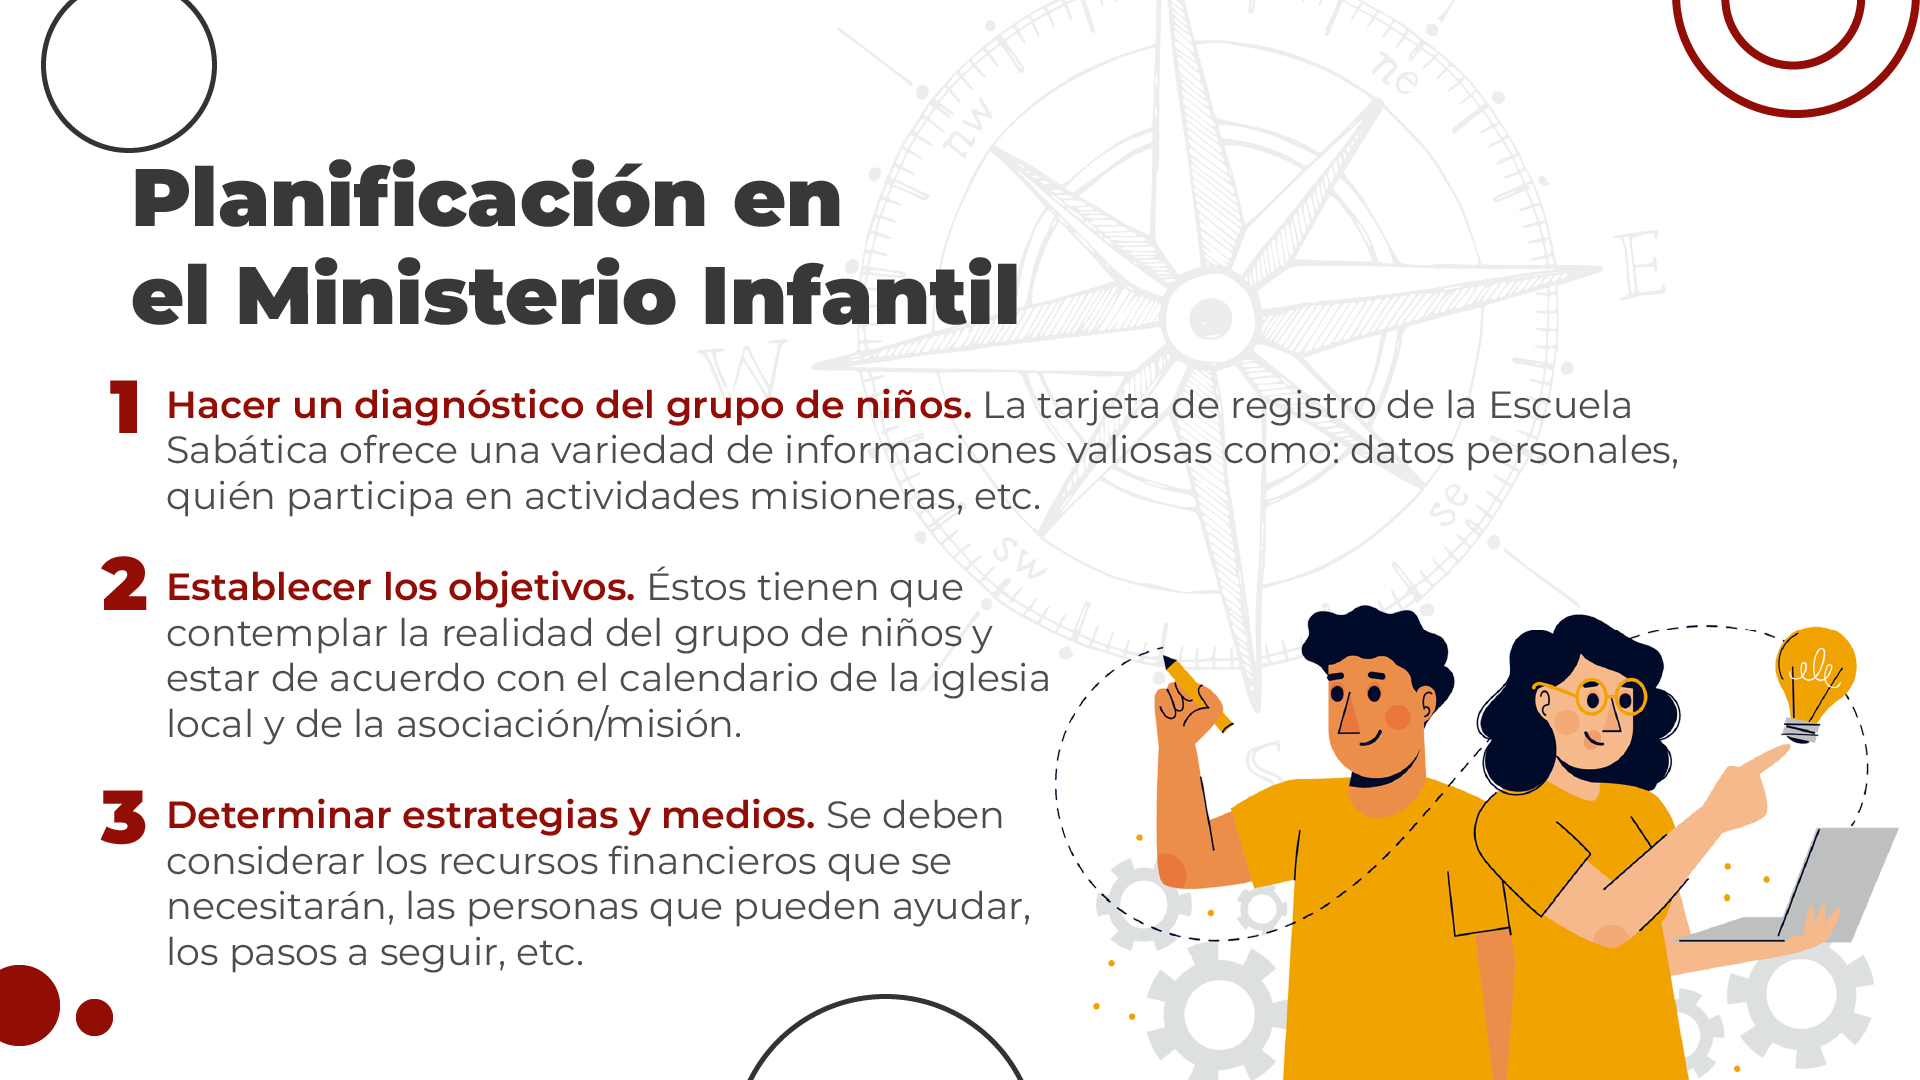 Planificación en
el Ministerio Infantil
1 Hacer un diagnóstico del grupo de niños. La tarjeta de registro de la Escuela
Sabática ofrece una variedad de informaciones valiosas como: datos personales,
quién participa en actividades misioneras, etc.
2 Establecer los objetivos. Éstos tienen que
contemplar la realidad del grupo de niños y
estar de acuerdo con el calendario de la iglesia
local y de la asociación/misión.
3 Determinar estrategias y medios. Se deben
considerar los recursos financieros que se
necesitarán, las personas que pueden ayudar,
los pasos a seguir, etc.
nw
ne
E
W
se
sw
S